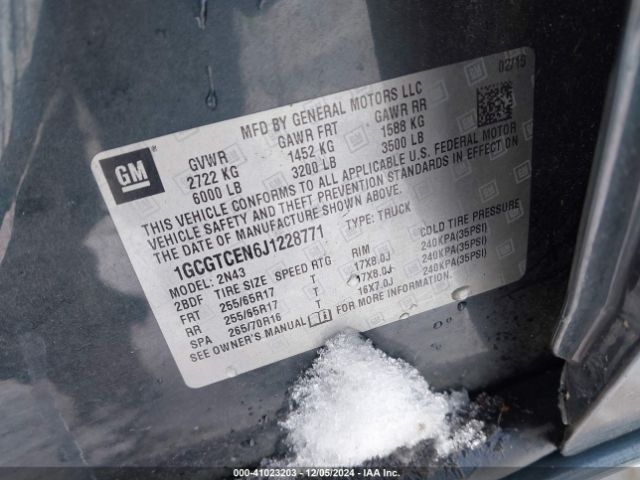 02/18
MFD BY GENERAL MOTORS LLC
GM
GVWR GAWR FRT GAWR RR
2722 KG 1452 KG 1588 KG
6000 LB 3200 LB 3500 LB
THIS VEHICLE CONFORMS TO ALL APPLICABLE U.S. FEDERAL MOTOR
VEHICLE SAFETY AND THEFT PREVENTION STANDARDS IN EFFECT ON
THE DATE OF MANUFACTURE SHOWN ABOVE.
1GCGTCEN6J1228771 TYPE: TRUCK
MODEL: 2N43
2BDF TIRE SIZE SPEED RTG RIM COLD TIRE PRESSURE
FRT 255/65R17 T 17X8.0J 240KPA(35PSI)
RR 255/65R17 T 17X8.0J 240KPA(35PSI)
SPA 265/70R16 T 16X7.0J 240KPA(35PSI)
SEE OWNER'S MANUAL FOR MORE INFORMATION.
000-41023203 - 12/05/2024 - IAA Inc.